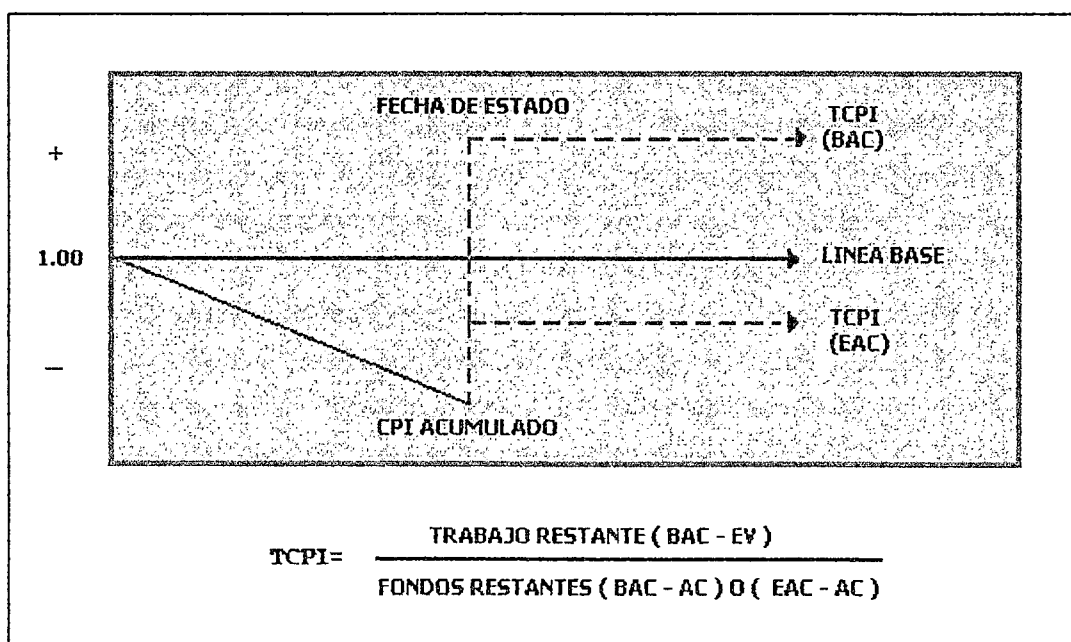 FECHA DE ESTADO
TCPI
(BAC)
+
1.00
LINEA BASE
TCPI
(EAC)
–
CPI ACUMULADO
TCPI=
TRABAJO RESTANTE ( BAC - EV )
FONDOS RESTANTES ( BAC - AC ) O ( EAC - AC )